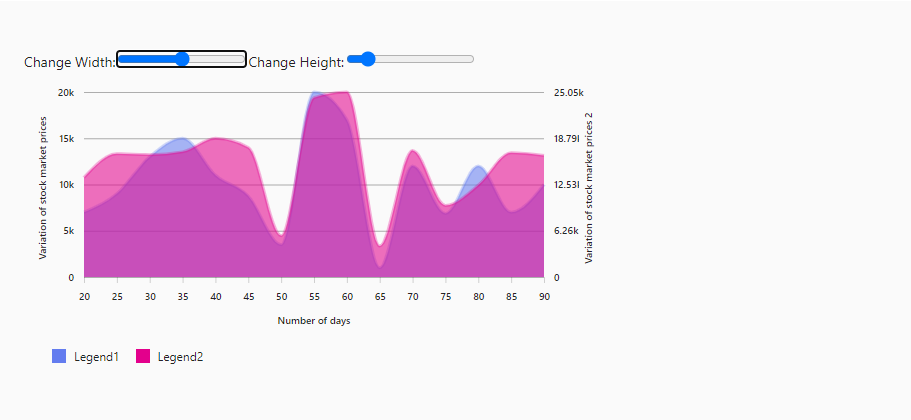 Change Width: Change Height:
20k
15k
10k
5k
0
Variation of stock market prices
25.05k
18.79l
12.53l
6.26k
0
Variation of stock market prices 2
20 25 30 35 40 45 50 55 60 65 70 75 80 85 90
Number of days
Legend1 Legend2